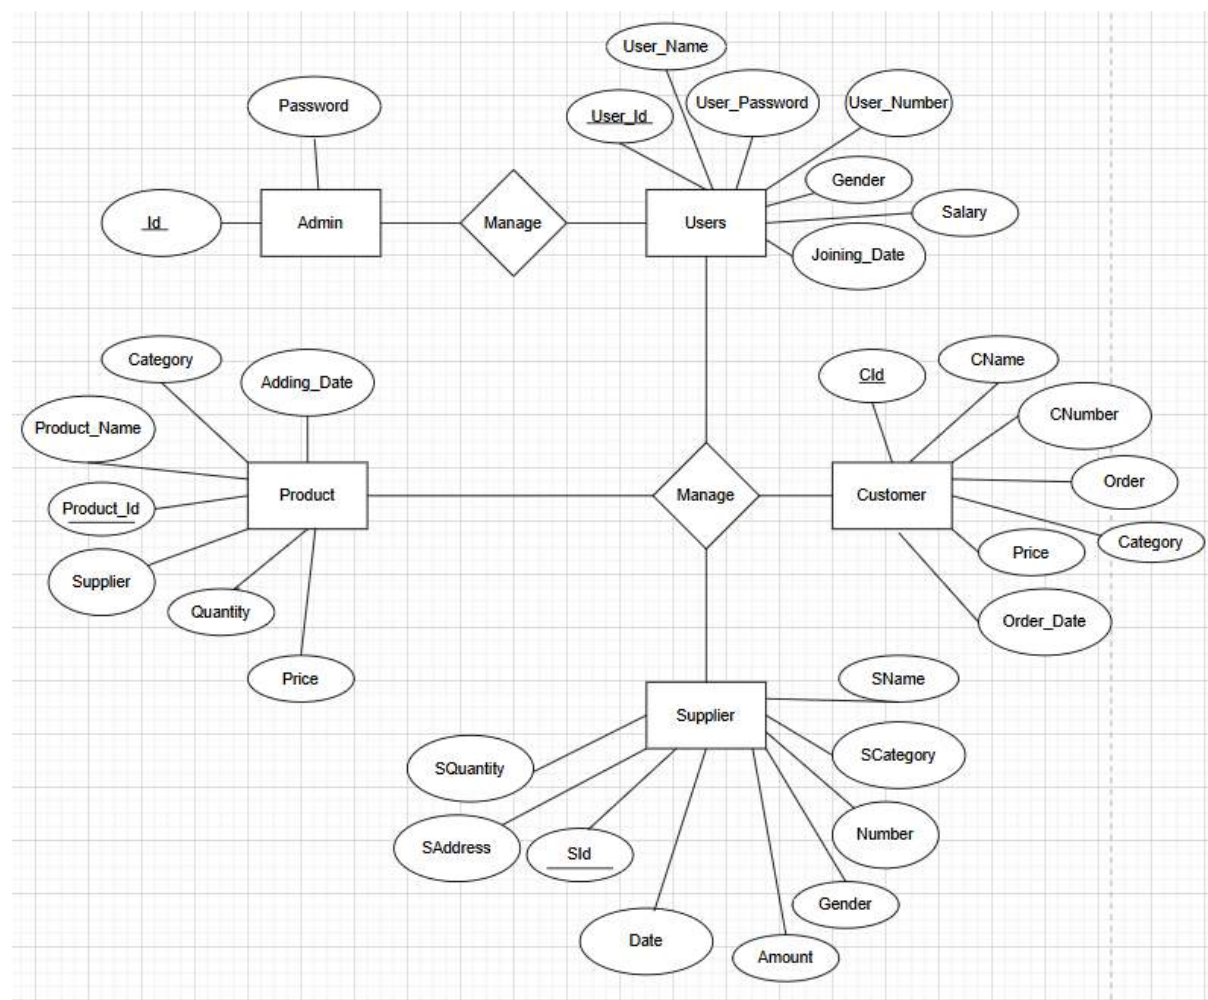 User_Name
Password
User_Id
User_Password
User_Number
Gender
Salary
Joining_Date
Id
Admin
Manage
Users
Category
Adding_Date
CId
CName
Product_Name
CNumber
Product_Id
Product
Manage
Customer
Order
Category
Supplier
Price
Quantity
Order_Date
Price
SName
Supplier
SQuantity
SCategory
SAddress
SId
Number
Gender
Date
Amount